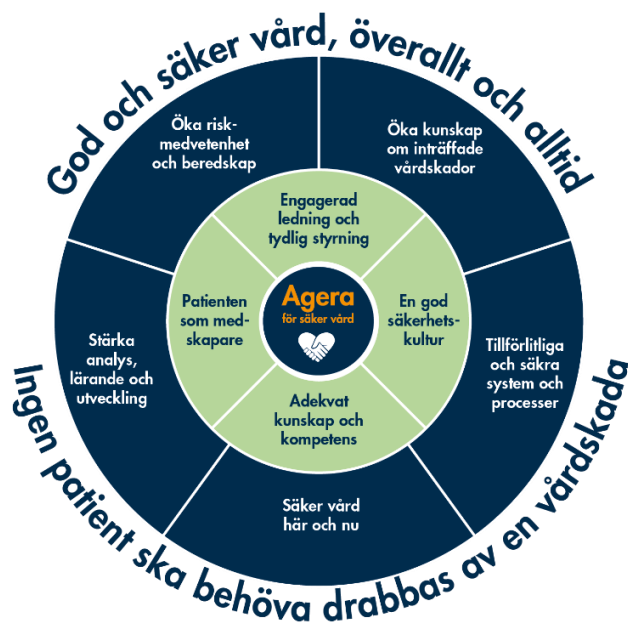 God och säker vård, överallt och alltid
Öka risk-
medvetenhet
och beredskap
Öka kunskap
om inträffade
vårdskador
Engagerad
ledning och
tydlig styrning
Patienten
som med-
skapare
Agera
för säker vård
En god
säkerhets-
kultur
Stärka
analys,
lärande och
utveckling
Tillförlitliga
och säkra
system och
processer
Adekvat
kunskap och
kompetens
Säker vård
här och nu
Ingen patient ska behöva drabbas av en vårdskada